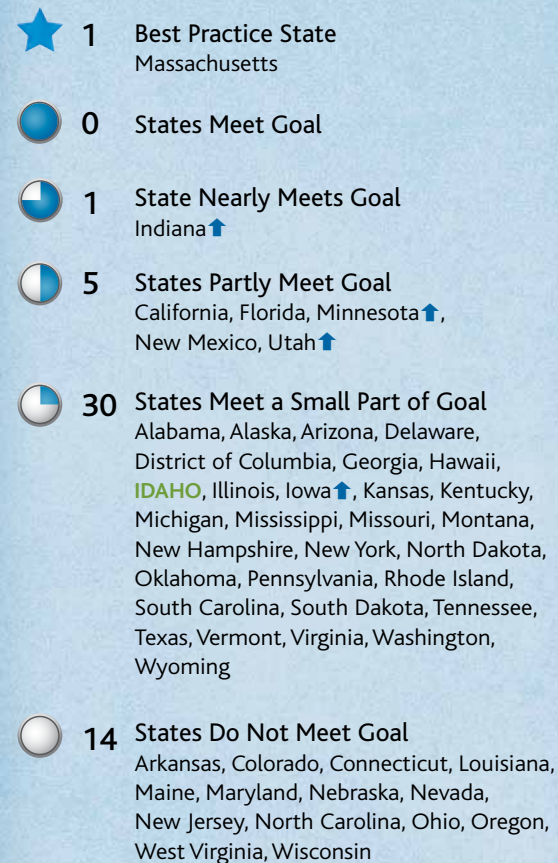 1 Best Practice State
Massachusetts
0 States Meet Goal
1 State Nearly Meets Goal
Indiana⬆
5 States Partly Meet Goal
California, Florida, Minnesota⬆,
New Mexico, Utah⬆
30 States Meet a Small Part of Goal
Alabama, Alaska, Arizona, Delaware,
District of Columbia, Georgia, Hawaii,
IDAHO, Illinois, Iowa⬆, Kansas, Kentucky,
Michigan, Mississippi, Missouri, Montana,
New Hampshire, New York, North Dakota,
Oklahoma, Pennsylvania, Rhode Island,
South Carolina, South Dakota, Tennessee,
Texas, Vermont, Virginia, Washington,
Wyoming
14 States Do Not Meet Goal
Arkansas, Colorado, Connecticut, Louisiana,
Maine, Maryland, Nebraska, Nevada,
New Jersey, North Carolina, Ohio, Oregon,
West Virginia, Wisconsin